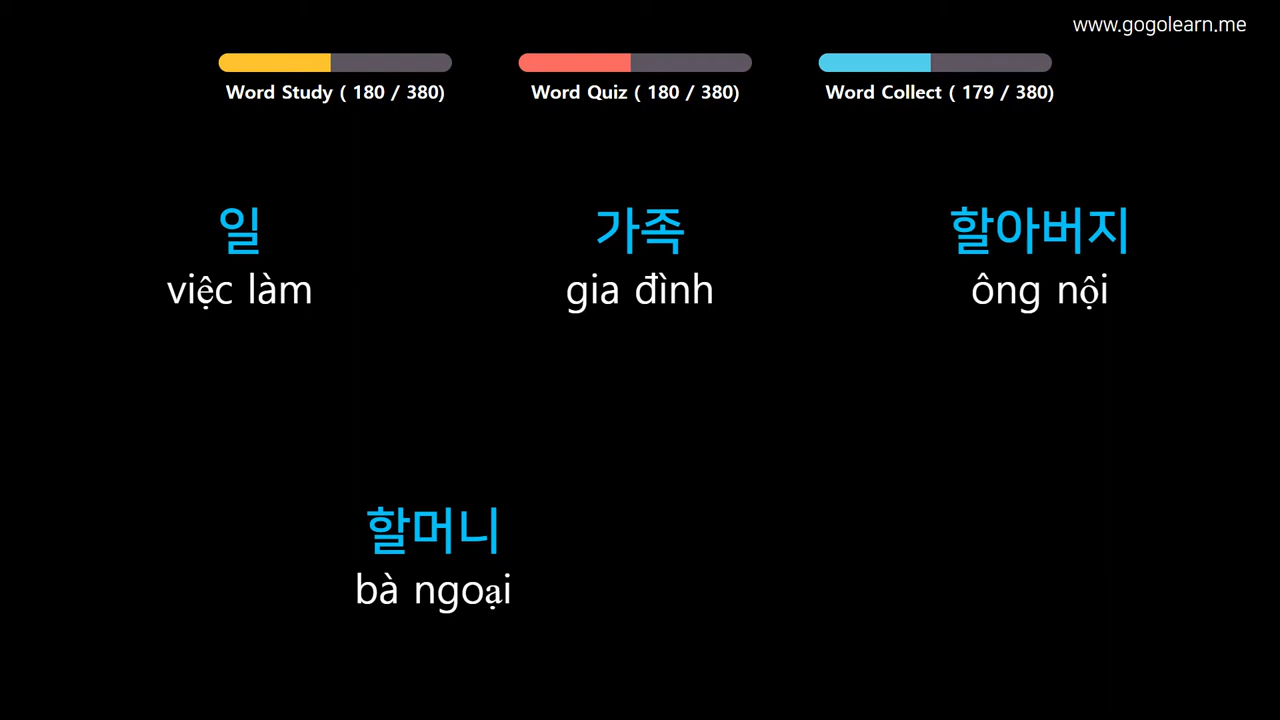 www.gogolearn.me
Word Study ( 180 / 380)
Word Quiz ( 180 / 380)
Word Collect ( 179 / 380)
일
việc làm
가족
gia đình
할아버지
ông nội
할머니
bà ngoại